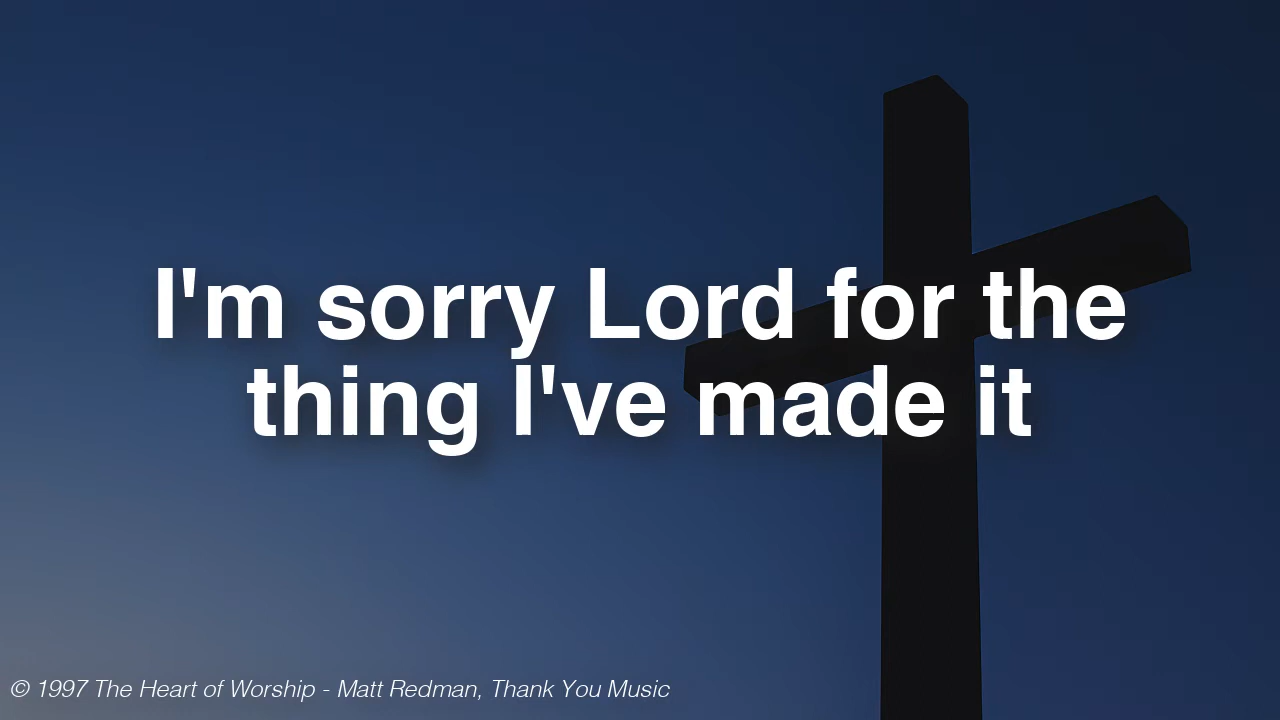 I'm sorry Lord for the
thing I've made it
© 1997 The Heart of Worship - Matt Redman, Thank You Music